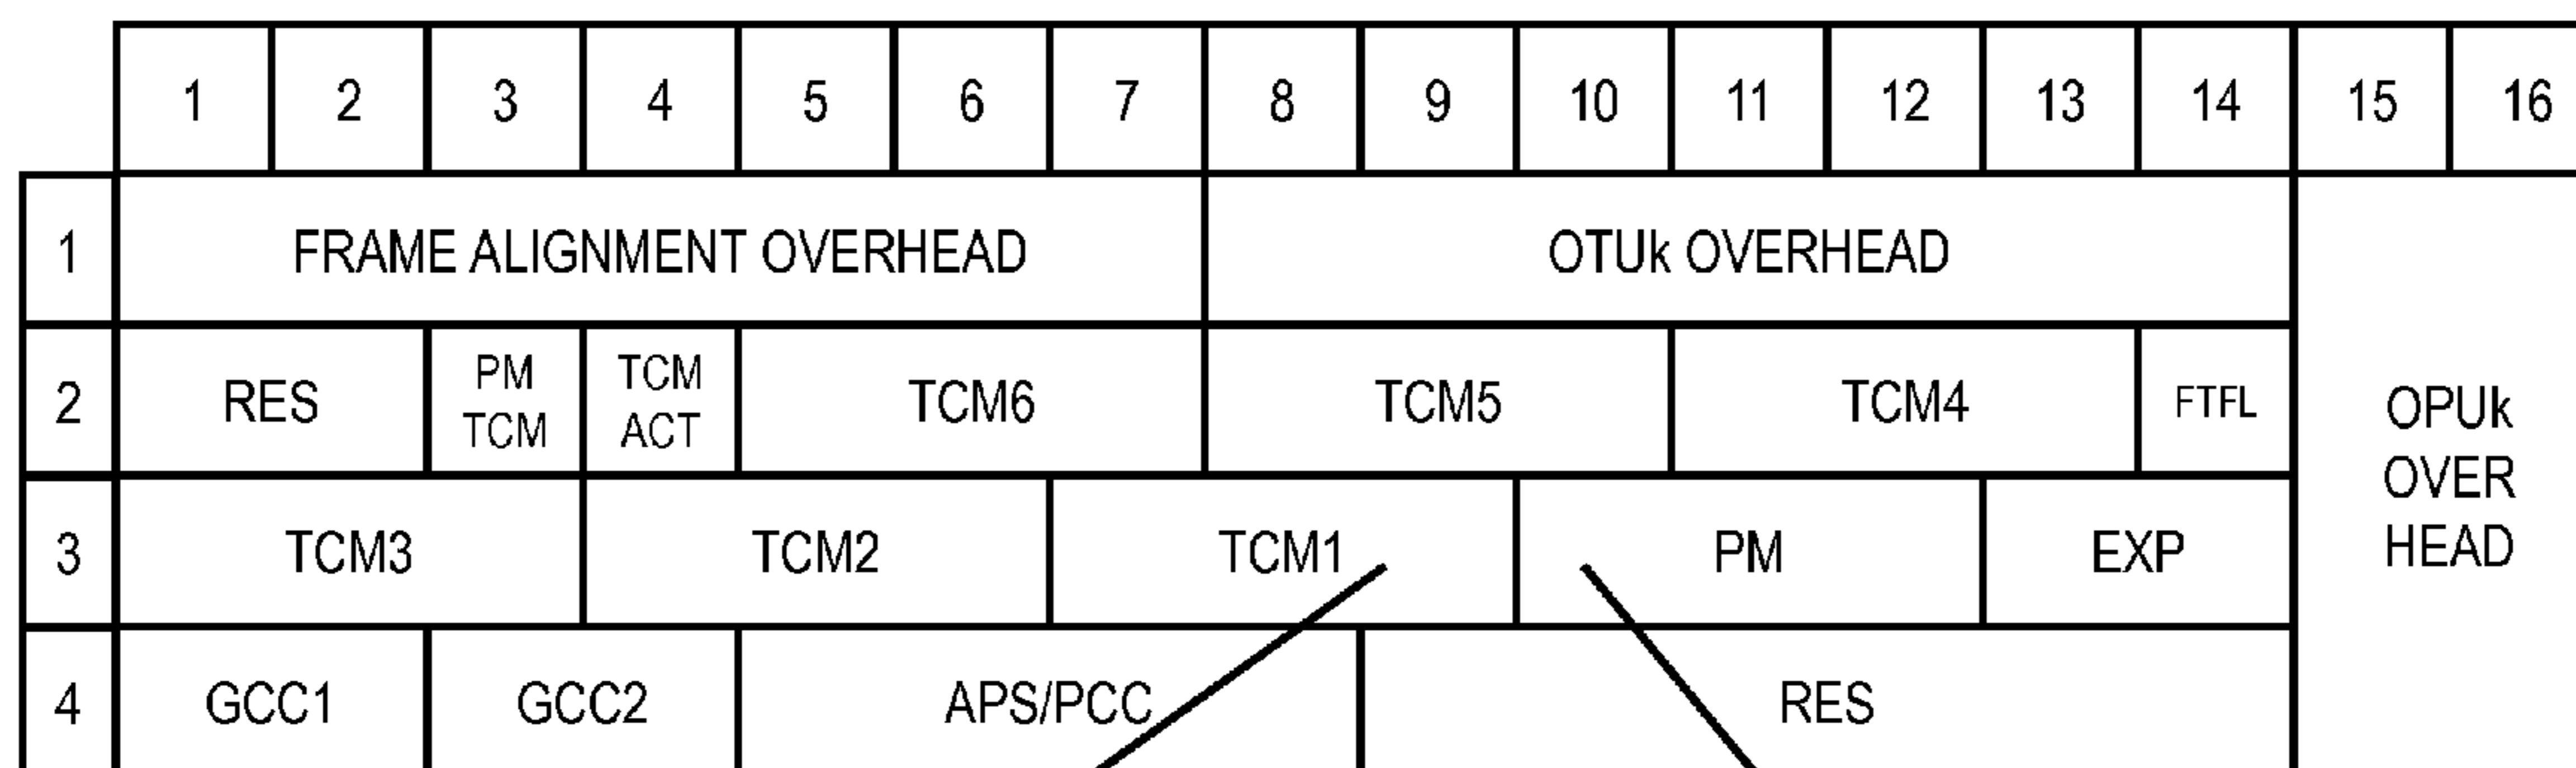 1 2 3 4 5 6 7 8 9 10 11 12 13 14 15 16
1 FRAME ALIGNMENT OVERHEAD OTUk OVERHEAD
2 RES PM TCM TCM ACT TCM6 TCM5 TCM4 FTFL
3 TCM3 TCM2 TCM1 PM EXP
4 GCC1 GCC2 APS/PCC RES
OPUk
OVER
HEAD